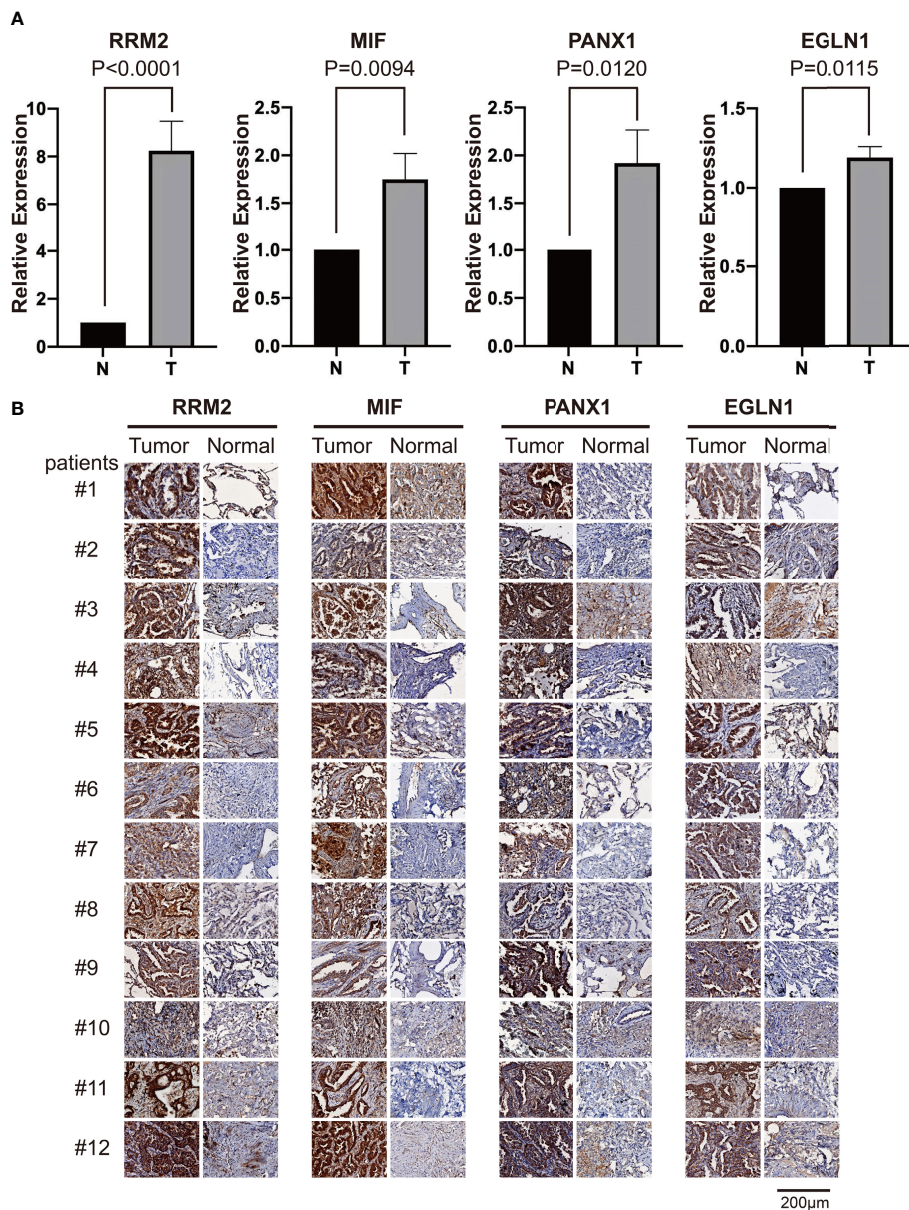 A
RRM2 MIF PANX1 EGLN1
P<0.0001 P=0.0094 P=0.0120 P=0.0115
Relative Expression Relative Expression Relative Expression Relative Expression
10 2.5 2.5 1.5
8 2.0 2.0
6 1.5 1.5 1.0
4 1.0 1.0
2 0.5 0.5 0.5
0 0.0 0.0 0.0
N T N T N T N T
B
RRM2 MIF PANX1 EGLN1
Tumor Normal Tumor Normal Tumor Normal Tumor Normal
patients
#1
#2
#3
#4
#5
#6
#7
#8
#9
#10
#11
#12
200μm